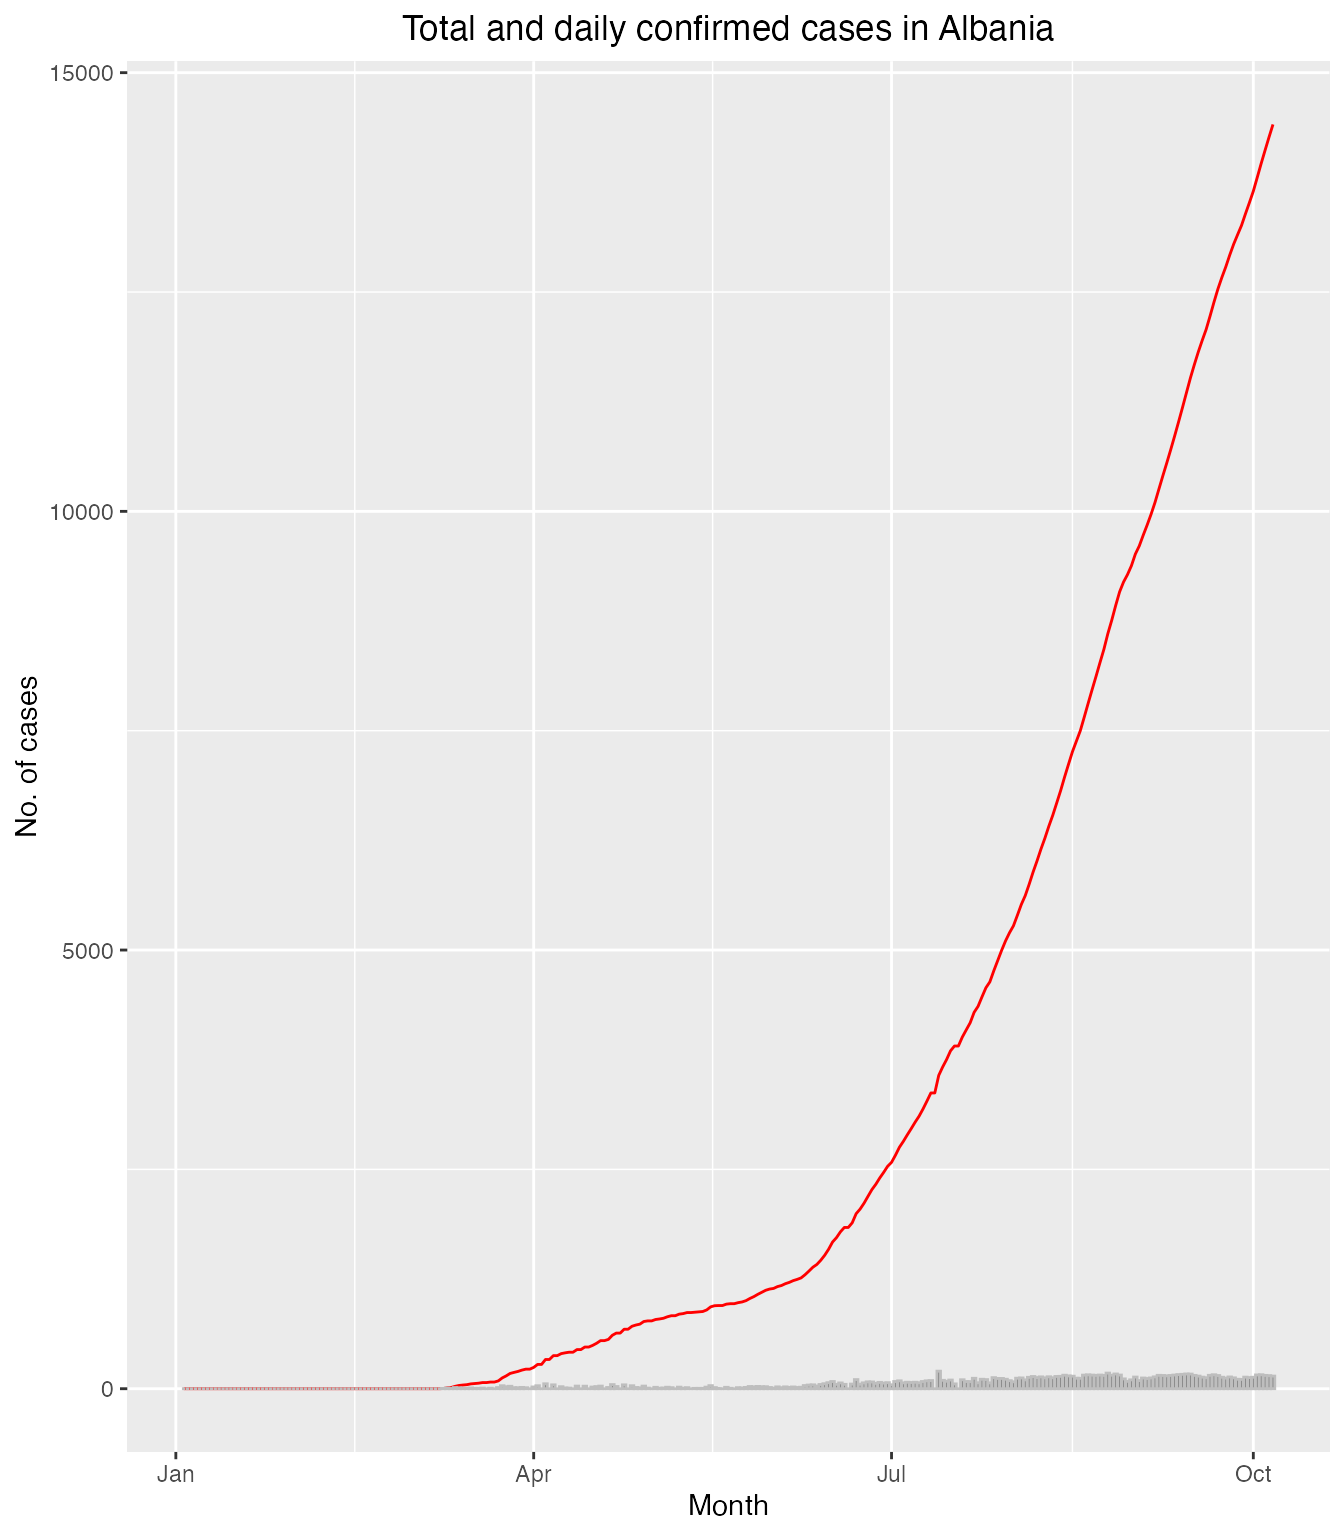 Total and daily confirmed cases in Albania
15000
10000
5000
0
No. of cases
Jan Apr Jul Oct
Month